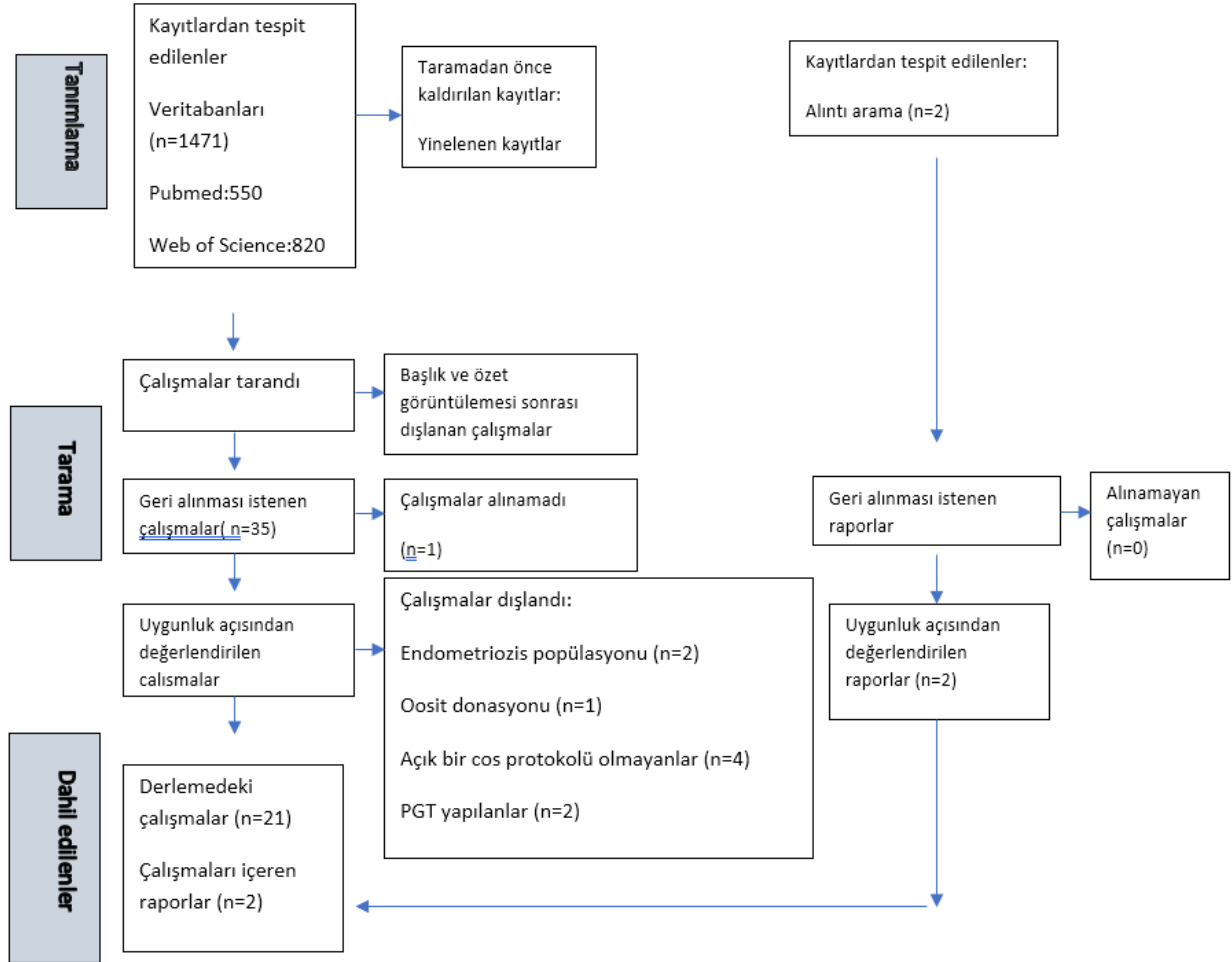 Tanımlama
Kayıtlardan tespit
edilenler
Veritabanları
(n=1471)
Pubmed:550
Web of Science:820
Taramadan önce
kaldırılan kayıtlar:
Yinelenen kayıtlar
Kayıtlardan tespit edilenler:
Alıntı arama (n=2)
Tarama
Çalışmalar tarandı
Başlık ve özet
görüntülemesi sonrası
dışlanan çalışmalar
Geri alınması istenen
çalışmalar( n=35)
Çalışmalar alınamadı
(n=1)
Geri alınması istenen
raporlar
Alınamayan
çalışmalar
(n=0)
Uygunluk açısından
değerlendirilen
calısmalar
Çalışmalar dışlandı:
Endometriozis popülasyonu (n=2)
Oosit donasyonu (n=1)
Açık bir cos protokolü olmayanlar (n=4)
PGT yapılanlar (n=2)
Uygunluk açısından
değerlendirilen
raporlar (n=2)
Dahil edilenler
Derlemedeki
çalışmalar (n=21)
Çalışmaları içeren
raporlar (n=2)